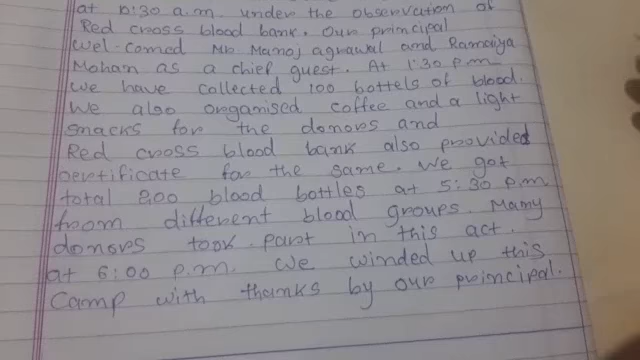 at 10:30 a.m. under the observation of
Red cross blood bank. Our principal
wel-comed Mr. Manoj agrawal and Ramaiya
Mohan as a chief guest. At 1:30 p.m
we have collected 100 bottels of blood.
We also organised coffee and a light
snacks for the donors and
Red cross blood bank also provided
certificate for the same. We got
total 200 blood bottles at 5:30 p.m.
from different blood groups. Many
donors took part in this act.
at 6:00 p.m. we winded up this
Camp with thanks by our principal.